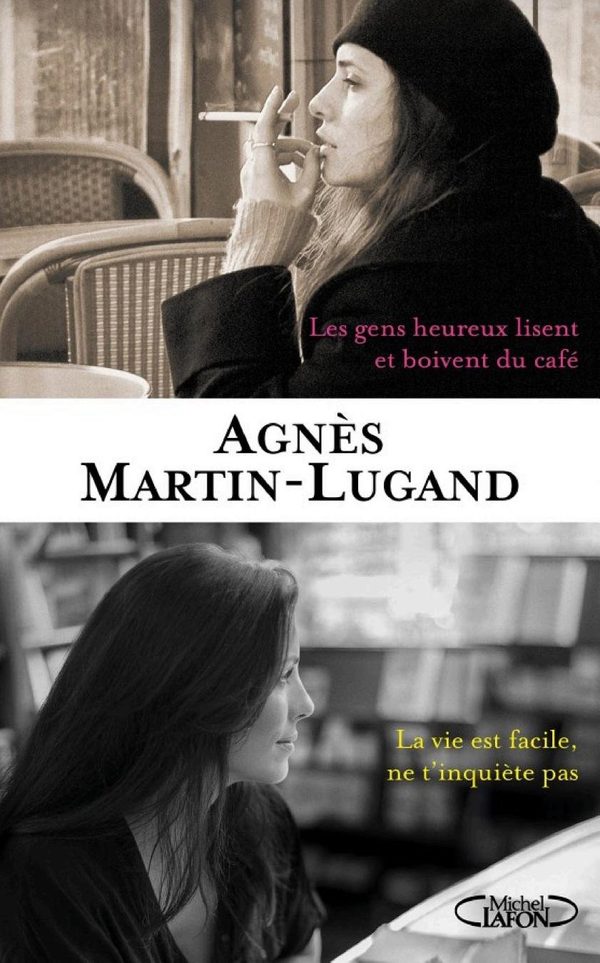 Les gens heureux lisent
et boivent du café
AGNÈS
MARTIN-LUGAND
La vie est facile,
ne t'inquiète pas
Michel
LAFON